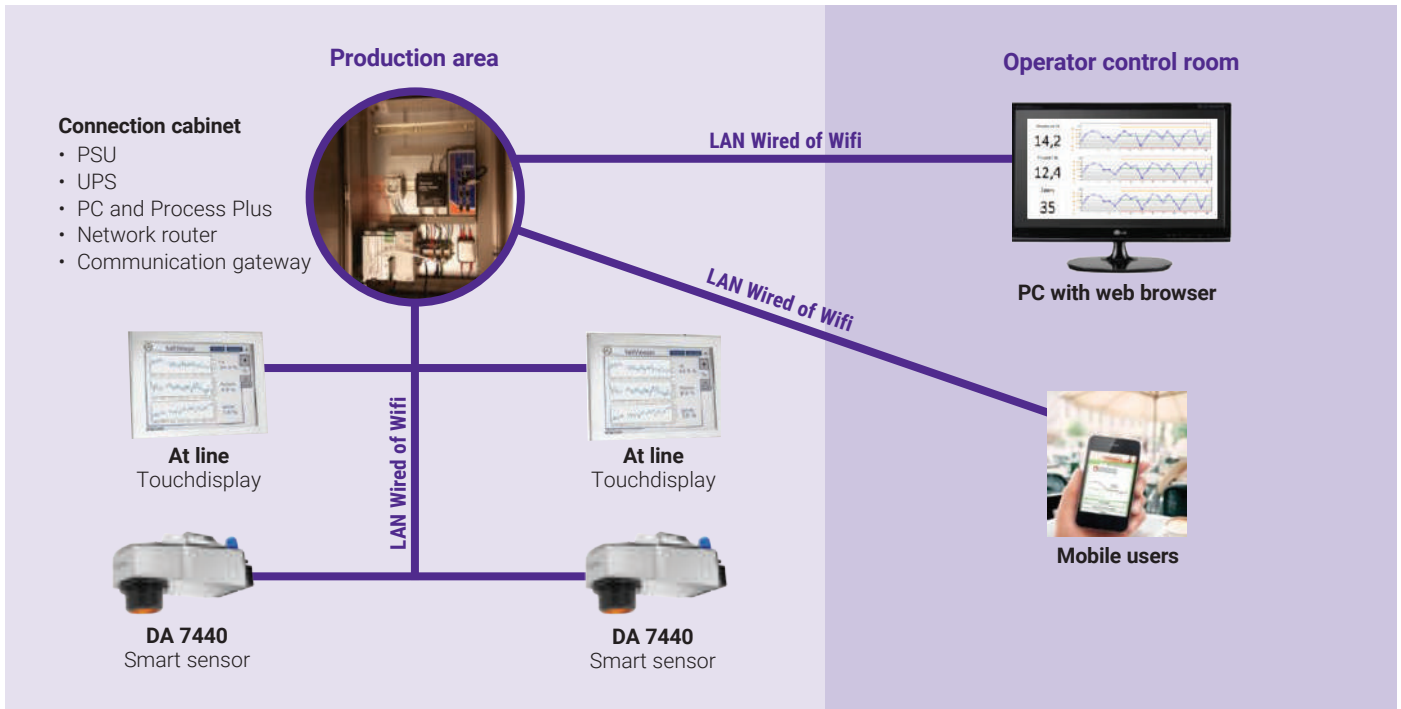 Production area
Operator control room
Connection cabinet
• PSU
• UPS
• PC and Process Plus
• Network router
• Communication gateway
LAN Wired of Wifi
14,2
12,4
35
PC with web browser
LAN Wired of Wifi
At line
Touchdisplay
LAN Wired of Wifi
At line
Touchdisplay
Mobile users
DA 7440
Smart sensor
DA 7440
Smart sensor